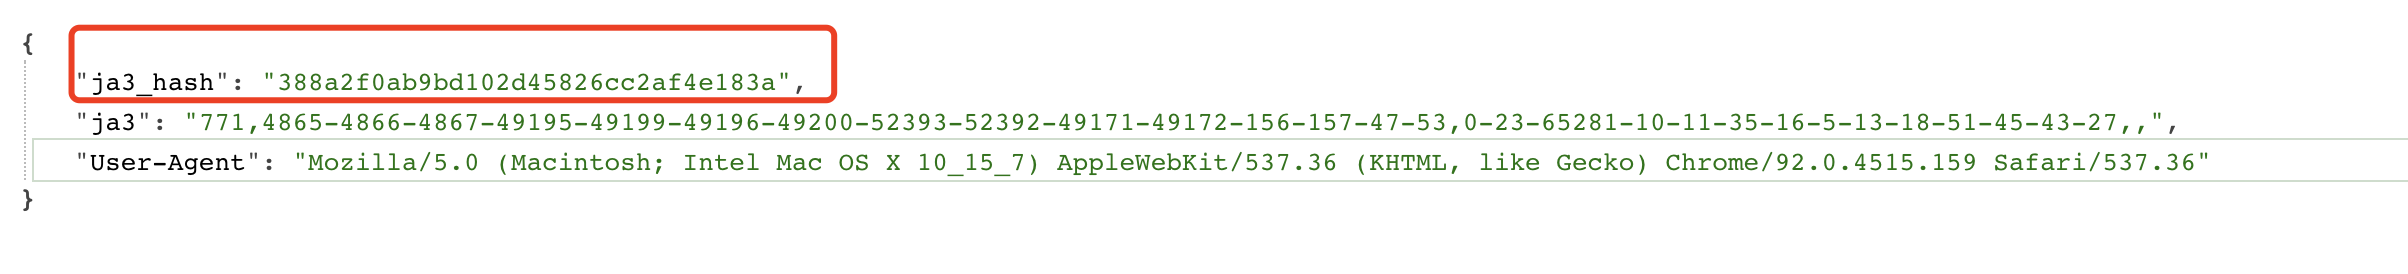 {
"ja3_hash": "388a2f0ab9bd102d45826cc2af4e183a",
"ja3": "771,4865-4866-4867-49195-49199-49196-49200-52393-52392-49171-49172-156-157-47-53,0-23-65281-10-11-35-16-5-13-18-51-45-43-27,,",
"User-Agent": "Mozilla/5.0 (Macintosh; Intel Mac OS X 10_15_7) AppleWebKit/537.36 (KHTML, like Gecko) Chrome/92.0.4515.159 Safari/537.36"
}